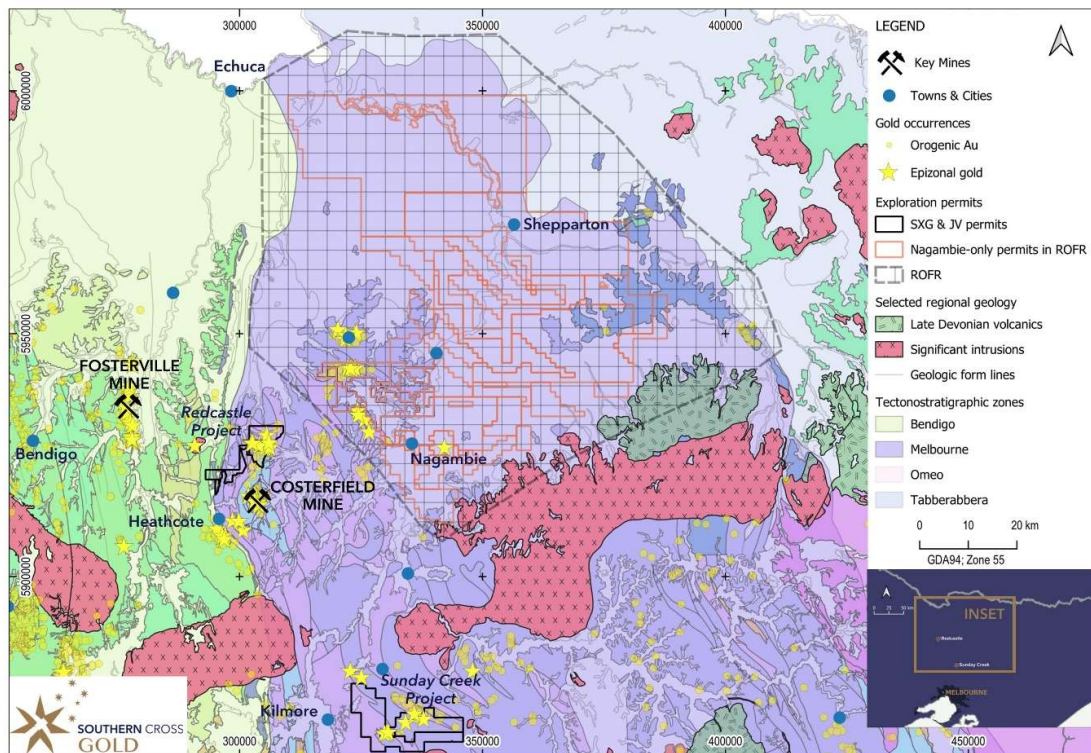 300000
350000
400000
6000000
5950000
5900000
Echuca
Shepparton
FOSTERVILLE
MINE
Redcastle
Project
Bendigo
Nagambie
COSTERFIELD
MINE
Heathcote
Sunday Creek
Project
Kilmore
300000
350000
400000
450000
SOUTHERN CROSS
GOLD
LEGEND
Key Mines
Towns & Cities
Gold occurrences
Orogenic Au
Epizonal gold
Exploration permits
SXG & JV permits
Nagambie-only permits in ROFR
ROFR
Selected regional geology
Late Devonian volcanics
Significant intrusions
Geologic form lines
Tectonostratigraphic zones
Bendigo
Melbourne
Omeo
Tabberabbera
0 10 20 km
GDA94; Zone 55
INSET
0 25 50 km
Redcastle
Sunday Creek
MELBOURNE